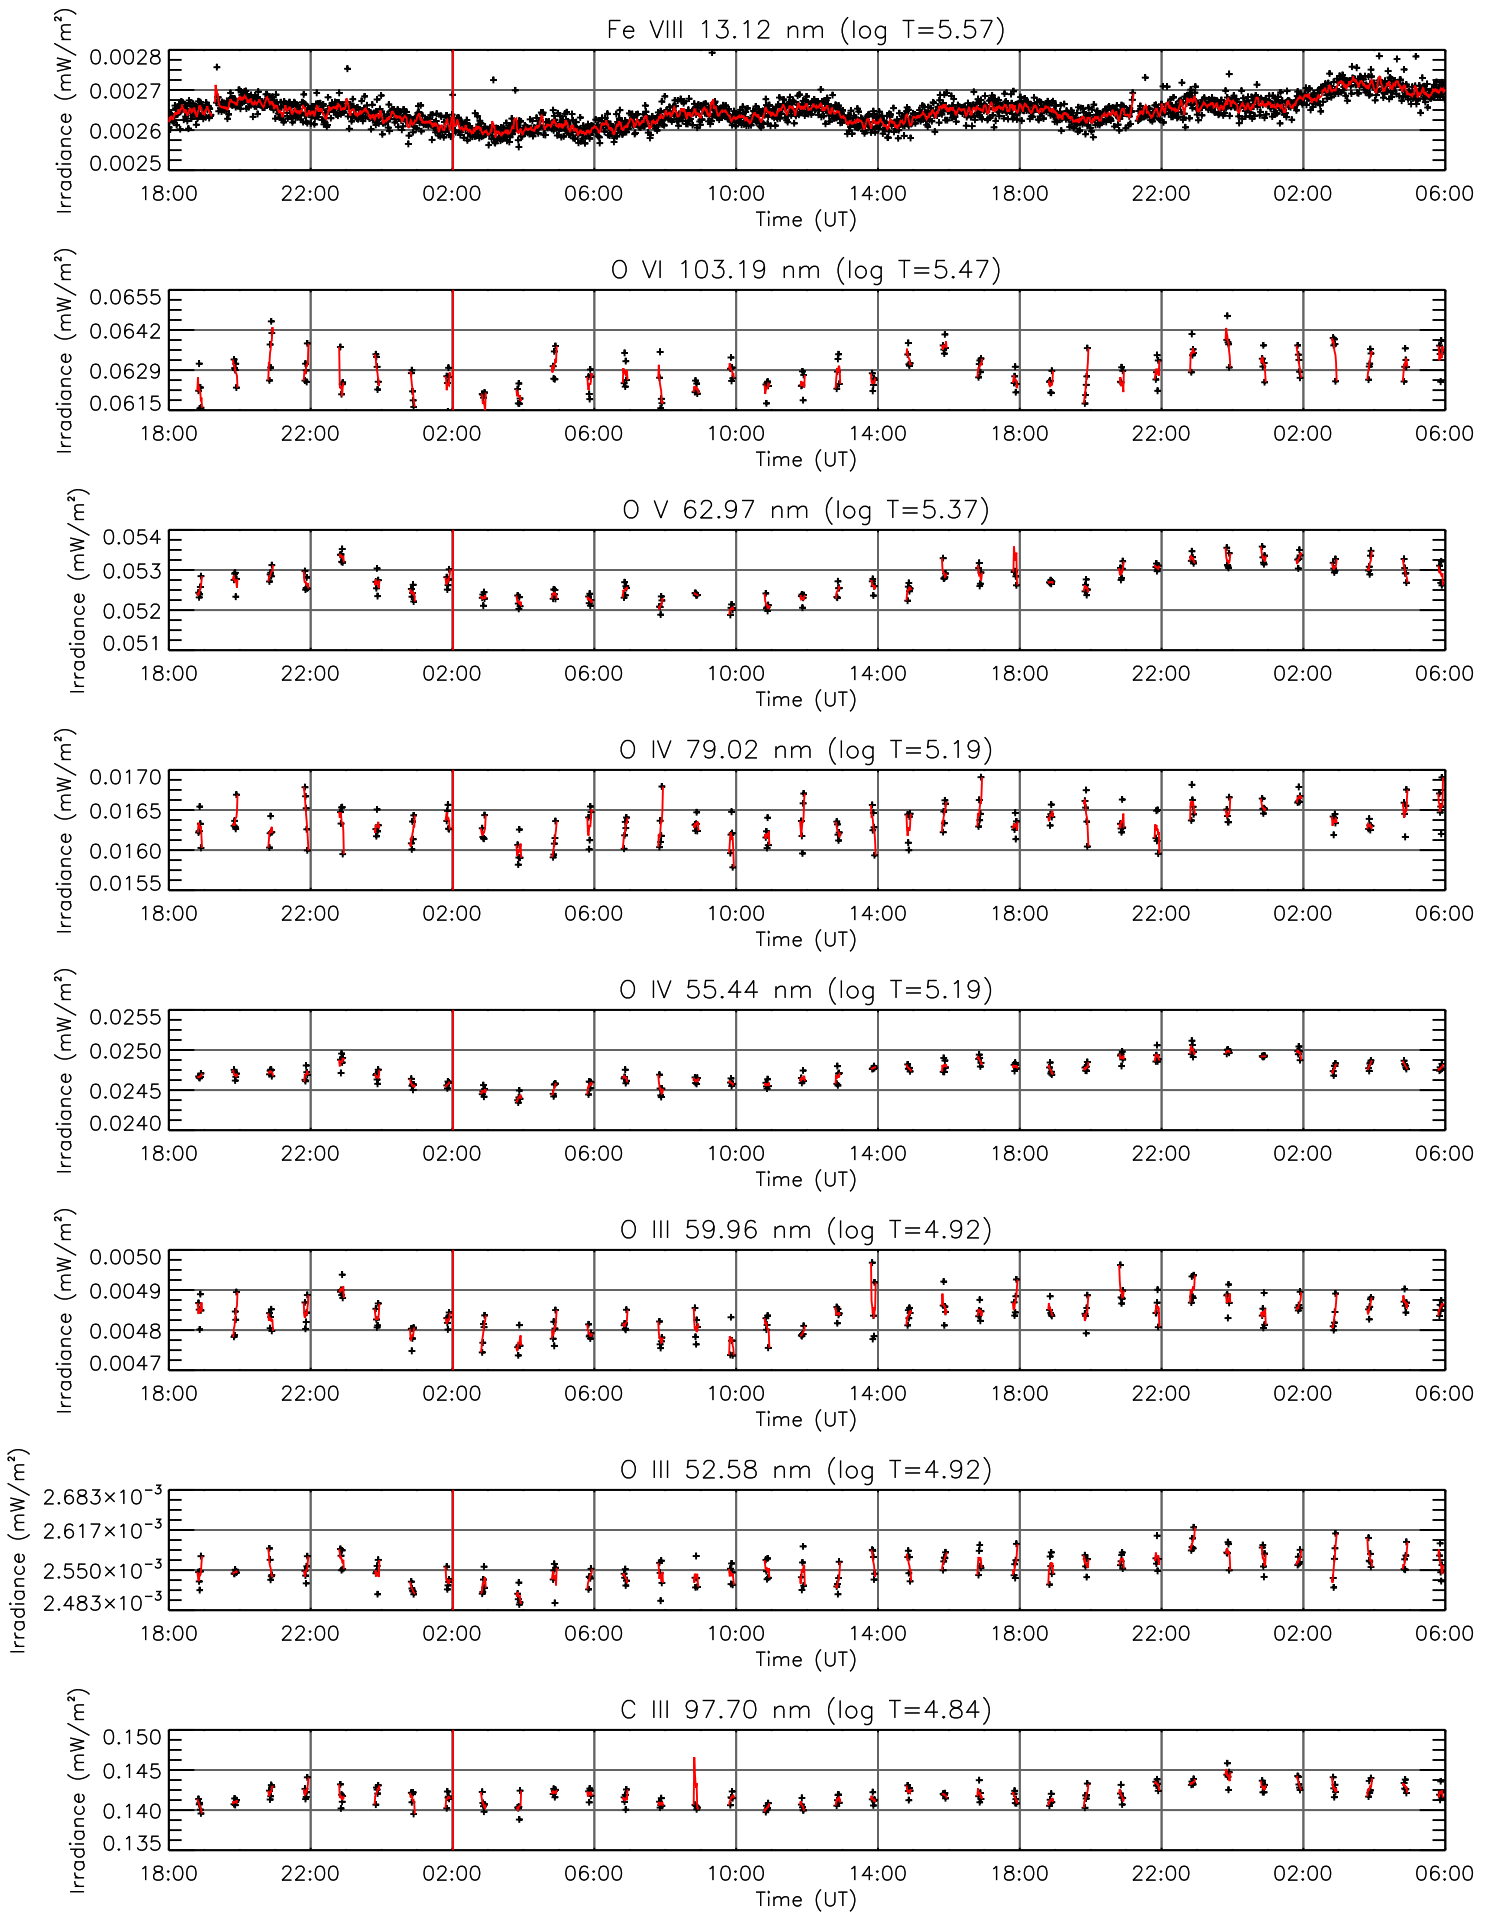 Fe VIII 13.12 nm (log T=5.57)
Irradiance (mW/m²)
0.0028
0.0027
0.0026
0.0025
18:00 22:00 02:00 06:00 10:00 14:00 18:00 22:00 02:00 06:00
Time (UT)
O VI 103.19 nm (log T=5.47)
Irradiance (mW/m²)
0.0655
0.0642
0.0629
0.0615
18:00 22:00 02:00 06:00 10:00 14:00 18:00 22:00 02:00 06:00
Time (UT)
O V 62.97 nm (log T=5.37)
Irradiance (mW/m²)
0.054
0.053
0.052
0.051
18:00 22:00 02:00 06:00 10:00 14:00 18:00 22:00 02:00 06:00
Time (UT)
O IV 79.02 nm (log T=5.19)
Irradiance (mW/m²)
0.0170
0.0165
0.0160
0.0155
18:00 22:00 02:00 06:00 10:00 14:00 18:00 22:00 02:00 06:00
Time (UT)
O IV 55.44 nm (log T=5.19)
Irradiance (mW/m²)
0.0255
0.0250
0.0245
0.0240
18:00 22:00 02:00 06:00 10:00 14:00 18:00 22:00 02:00 06:00
Time (UT)
O III 59.96 nm (log T=4.92)
Irradiance (mW/m²)
0.0050
0.0049
0.0048
0.0047
18:00 22:00 02:00 06:00 10:00 14:00 18:00 22:00 02:00 06:00
Time (UT)
O III 52.58 nm (log T=4.92)
Irradiance (mW/m²)
2.683×10⁻³
2.617×10⁻³
2.550×10⁻³
2.483×10⁻³
18:00 22:00 02:00 06:00 10:00 14:00 18:00 22:00 02:00 06:00
Time (UT)
C III 97.70 nm (log T=4.84)
Irradiance (mW/m²)
0.150
0.145
0.140
0.135
18:00 22:00 02:00 06:00 10:00 14:00 18:00 22:00 02:00 06:00
Time (UT)